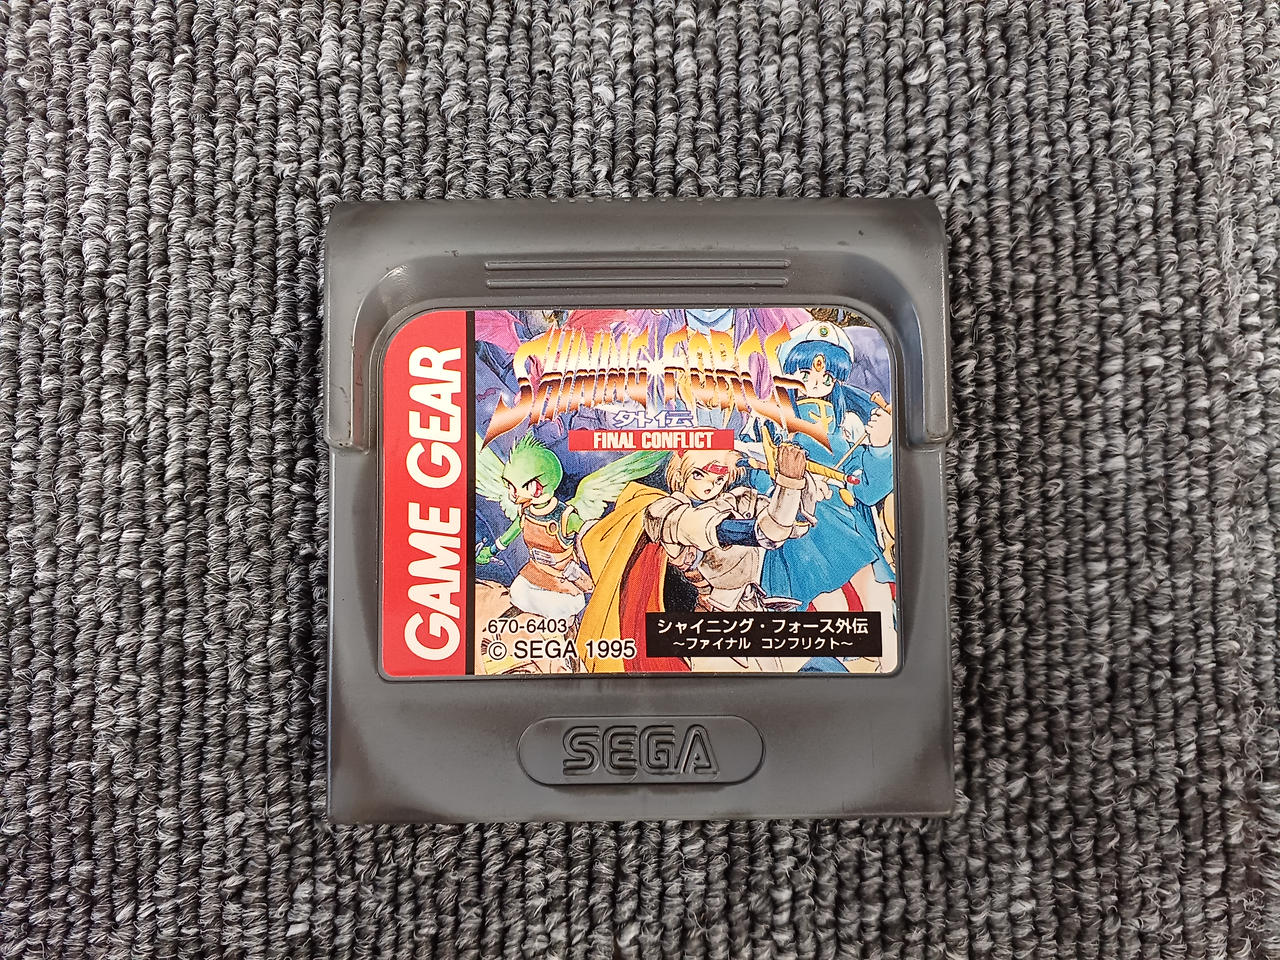 GAME GEAR
SHINING FORCE
外伝
FINAL CONFLICT
670-6403
© SEGA 1995
シャイニング・フォース外伝
～ファイナル コンフリクト～
SEGA